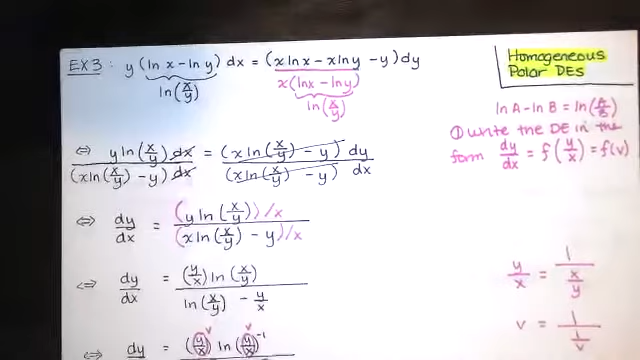 EX3: y(ln x - ln y) dx = (x ln x - x ln y - y) dy
ln(x/y)
x(ln x - ln y)
ln(x/y)
Homogeneous
Polar DES
ln A - ln B = ln(A/B)
① Write the DE in the
form dy/dx = f(y/x) = f(v)
⇔ y ln(x/y) dx / (x ln(x/y) - y) dx = (x ln(x/y) - y) dy / (x ln(x/y) - y) dx
⇔ dy/dx = (y ln(x/y))/x / (x ln(x/y) - y)/x
⇔ dy/dx = (y/x) ln(x/y) / ln(x/y) - y/x
y/x = 1 / x/y
v = 1 / 1/v
⇔ dy = (y/x) v ln (y/x)^-1 v